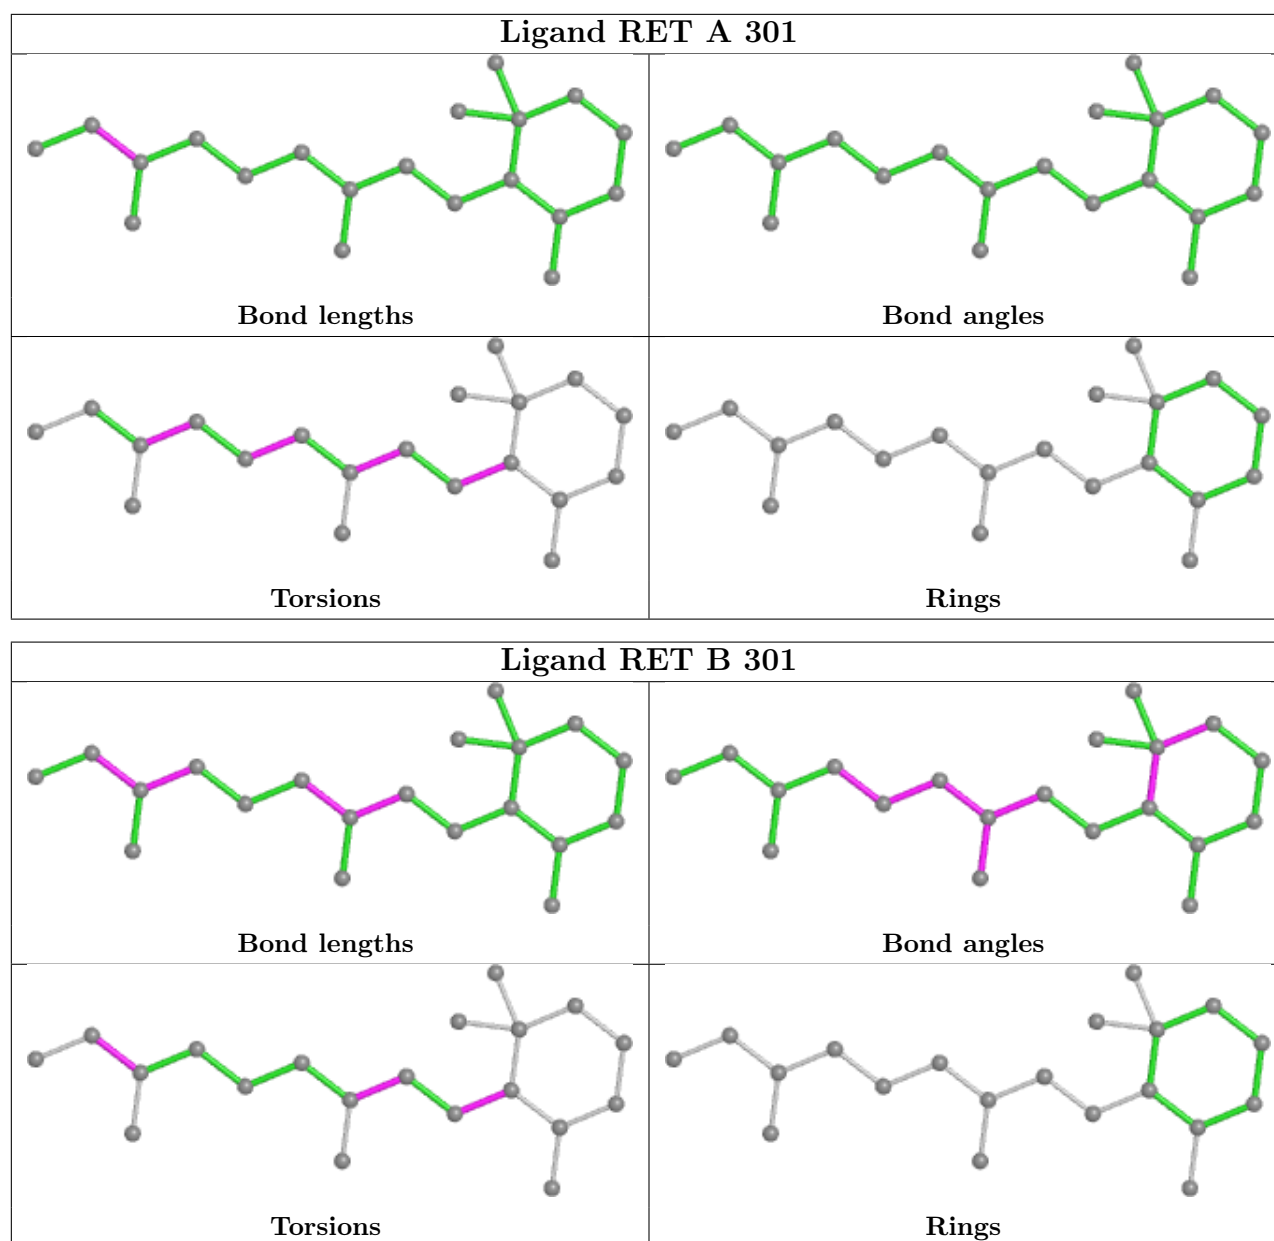 Ligand RET A 301
Bond lengths
Bond angles
Torsions
Rings
Ligand RET B 301
Bond lengths
Bond angles
Torsions
Rings